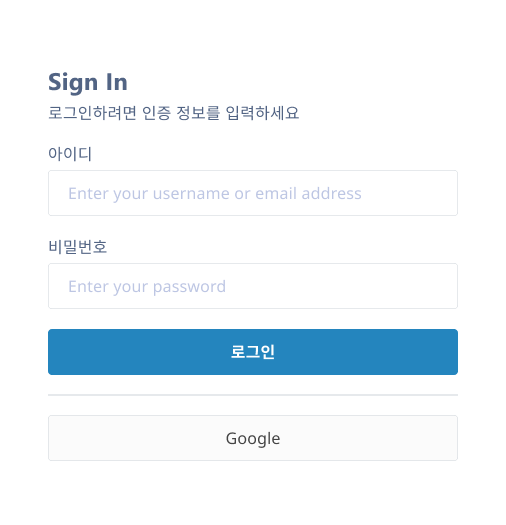 Sign In
로그인하려면 인증 정보를 입력하세요
아이디
Enter your username or email address
비밀번호
Enter your password
로그인
Google